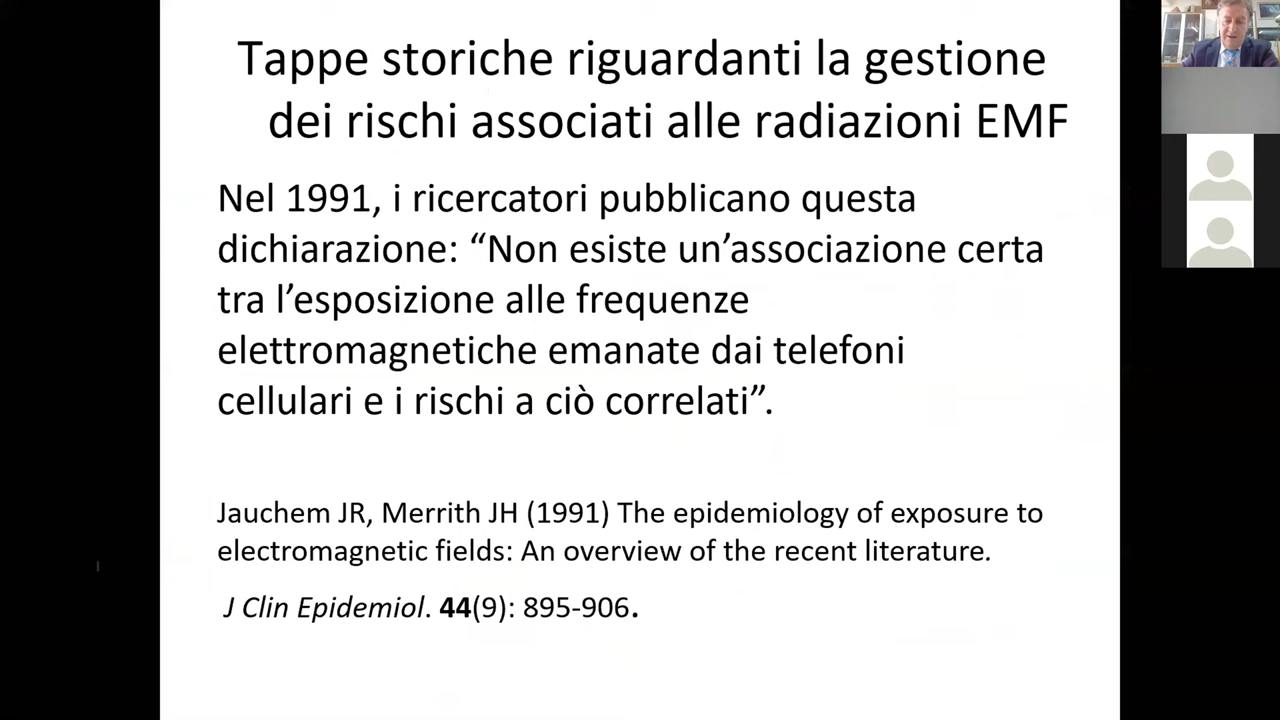 Tappe storiche riguardanti la gestione
dei rischi associati alle radiazioni EMF
Nel 1991, i ricercatori pubblicano questa
dichiarazione: “Non esiste un’associazione certa
tra l’esposizione alle frequenze
elettromagnetiche emanate dai telefoni
cellulari e i rischi a ciò correlati”.
Jauchem JR, Merrith JH (1991) The epidemiology of exposure to
electromagnetic fields: An overview of the recent literature.
J Clin Epidemiol. 44(9): 895-906.